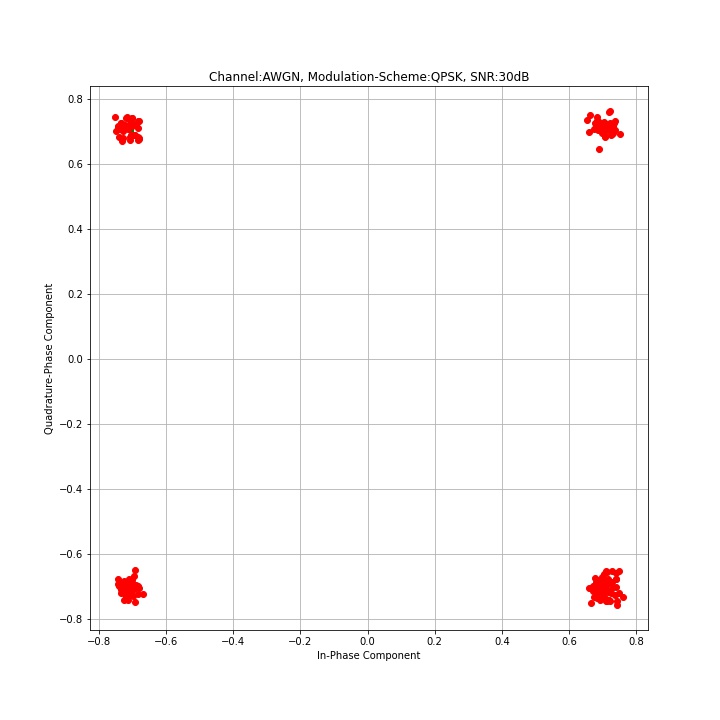 Channel:AWGN, Modulation-Scheme:QPSK, SNR:30dB
0.8
0.6
0.4
0.2
0.0
−0.2
−0.4
−0.6
−0.8
Quadrature-Phase Component
−0.8 −0.6 −0.4 −0.2 0.0 0.2 0.4 0.6 0.8
In-Phase Component